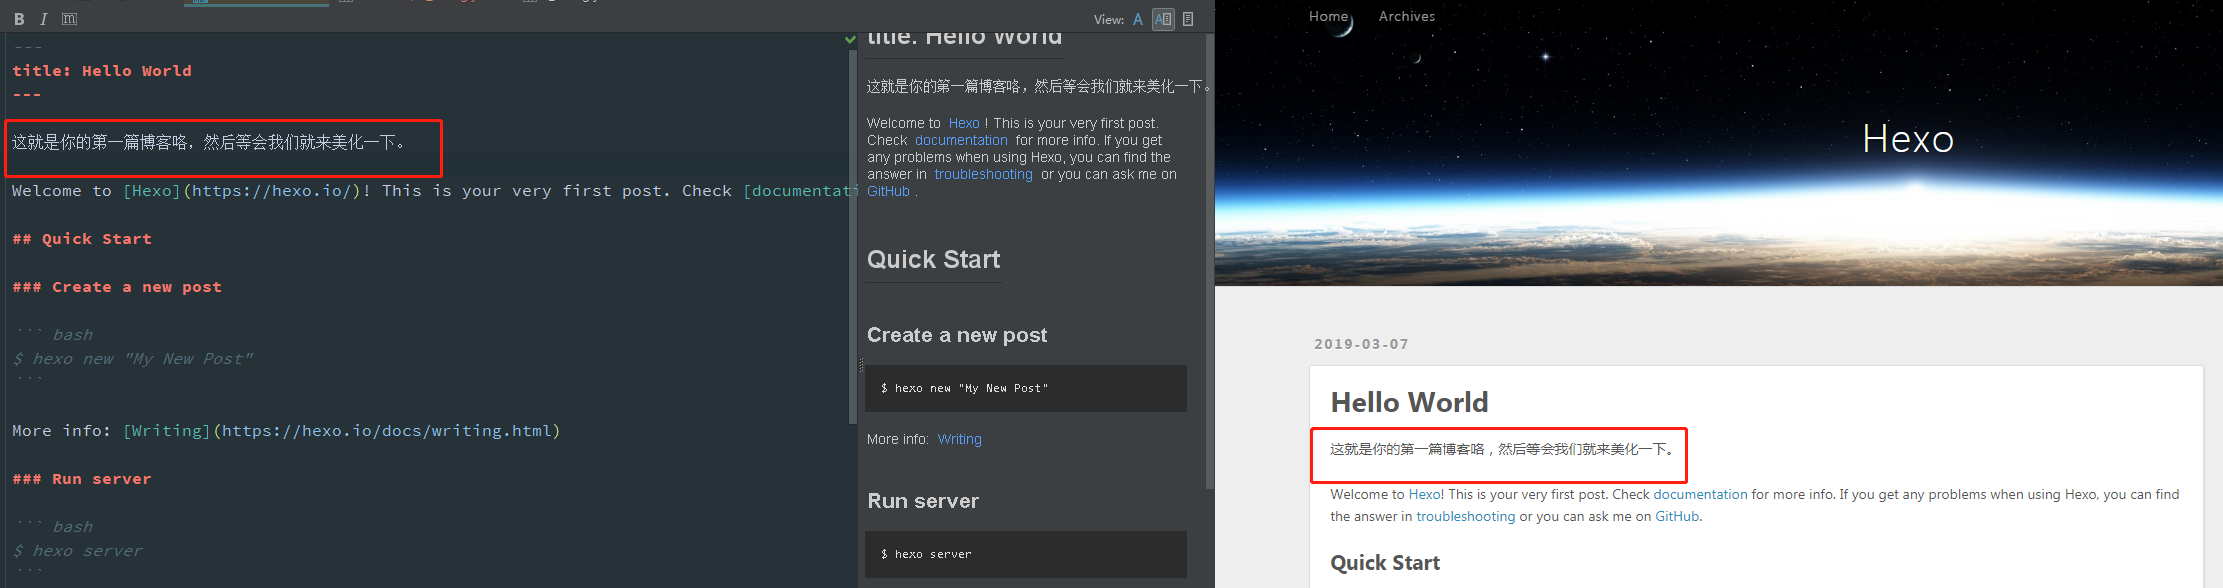 B I m
View: A A
---
title: Hello World
---
这就是你的第一篇博客咯，然后等会我们就来美化一下。
Welcome to [Hexo](https://hexo.io/)! This is your very first post. Check [documentati
## Quick Start
### Create a new post
``` bash
$ hexo new "My New Post"
```
More info: [Writing](https://hexo.io/docs/writing.html)
### Run server
``` bash
$ hexo server
```
title: Hello World
这就是你的第一篇博客咯，然后等会我们就来美化一下。
Welcome to Hexo ! This is your very first post.
Check documentation for more info. If you get
any problems when using Hexo, you can find the
answer in troubleshooting or you can ask me on
GitHub .
Quick Start
Create a new post
$ hexo new "My New Post"
More info: Writing
Run server
$ hexo server
Home Archives
Hexo
2019-03-07
Hello World
这就是你的第一篇博客咯，然后等会我们就来美化一下。
Welcome to Hexo! This is your very first post. Check documentation for more info. If you get any problems when using Hexo, you can find
the answer in troubleshooting or you can ask me on GitHub.
Quick Start